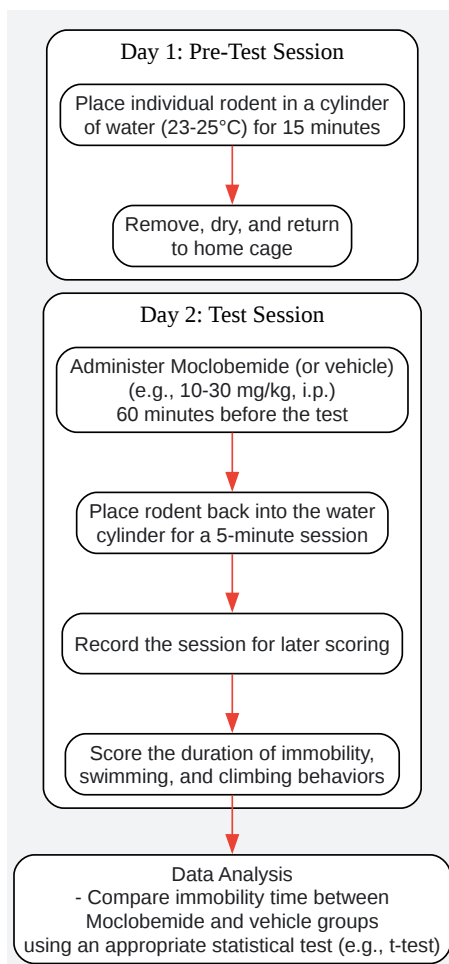 Day 1: Pre-Test Session
Place individual rodent in a cylinder
of water (23-25°C) for 15 minutes
Remove, dry, and return
to home cage
Day 2: Test Session
Administer Moclobemide (or vehicle)
(e.g., 10-30 mg/kg, i.p.)
60 minutes before the test
Place rodent back into the water
cylinder for a 5-minute session
Record the session for later scoring
Score the duration of immobility,
swimming, and climbing behaviors
Data Analysis
- Compare immobility time between
Moclobemide and vehicle groups
using an appropriate statistical test (e.g., t-test)